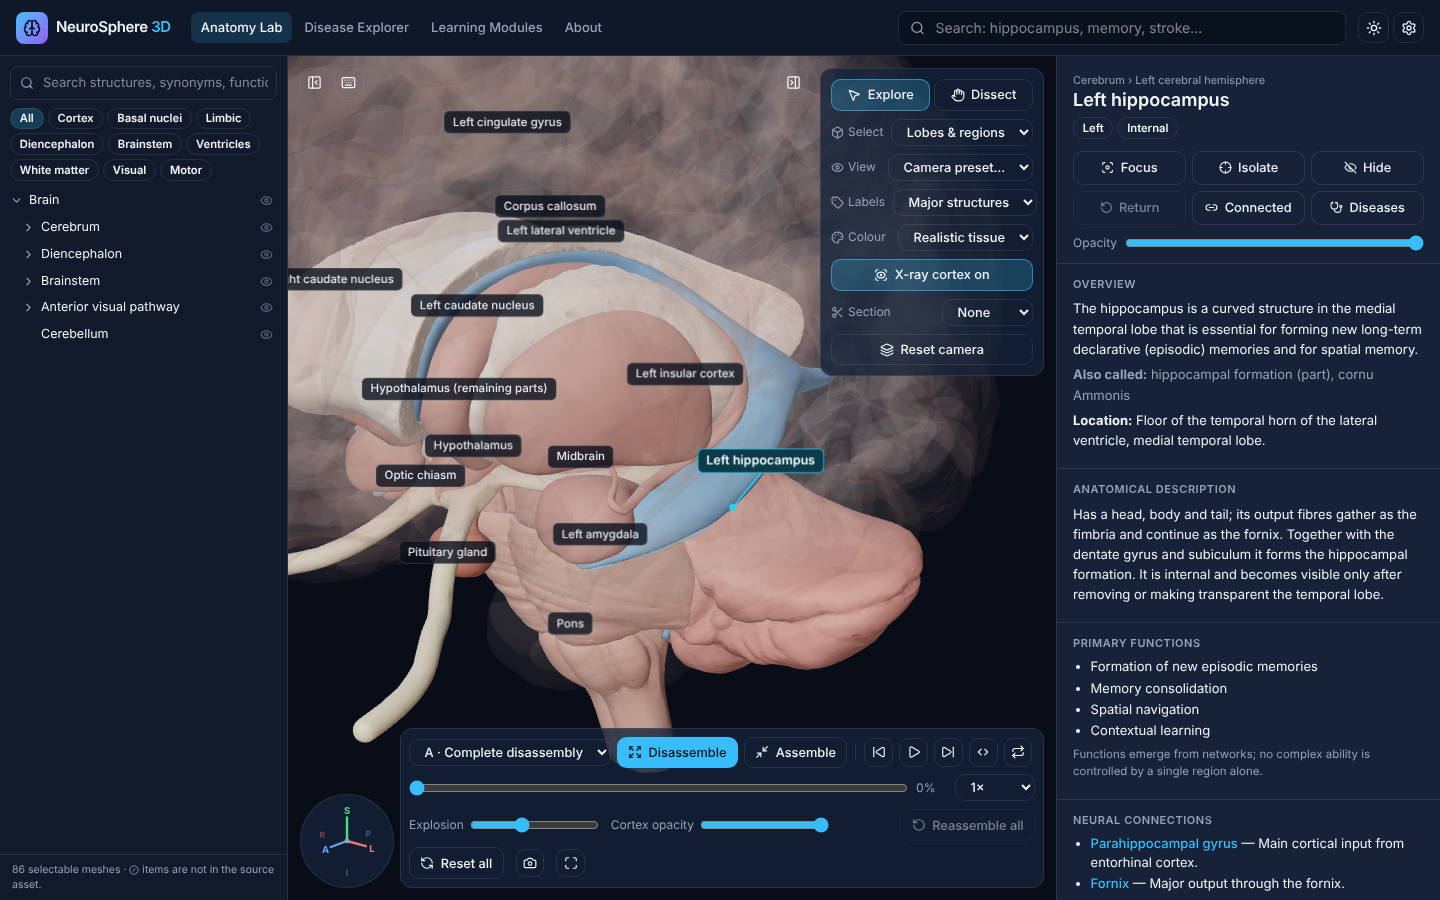 NeuroSphere 3D
Anatomy Lab
Disease Explorer
Learning Modules
About
Search: hippocampus, memory, stroke...
Search structures, synonyms, functic
All
Cortex
Basal nuclei
Limbic
Diencephalon
Brainstem
Ventricles
White matter
Visual
Motor
Brain
Cerebrum
Diencephalon
Brainstem
Anterior visual pathway
Cerebellum
86 selectable meshes · items are not in the source
asset.
Left cingulate gyrus
Corpus callosum
Left lateral ventricle
ht caudate nucleus
Left caudate nucleus
Left insular cortex
Hypothalamus (remaining parts)
Hypothalamus
Midbrain
Left hippocampus
Optic chiasm
Left amygdala
Pituitary gland
Pons
Explore
Dissect
Select
Lobes & regions
View
Camera preset...
Labels
Major structures
Colour
Realistic tissue
X-ray cortex on
Section
None
Reset camera
S
R
P
A
L
I
A · Complete disassembly
Disassemble
Assemble
0%
1×
Explosion
Cortex opacity
Reassemble all
Reset all
Cerebrum › Left cerebral hemisphere
Left hippocampus
Left
Internal
Focus
Isolate
Hide
Return
Connected
Diseases
Opacity
OVERVIEW
The hippocampus is a curved structure in the medial
temporal lobe that is essential for forming new long-term
declarative (episodic) memories and for spatial memory.
Also called: hippocampal formation (part), cornu
Ammonis
Location: Floor of the temporal horn of the lateral
ventricle, medial temporal lobe.
ANATOMICAL DESCRIPTION
Has a head, body and tail; its output fibres gather as the
fimbria and continue as the fornix. Together with the
dentate gyrus and subiculum it forms the hippocampal
formation. It is internal and becomes visible only after
removing or making transparent the temporal lobe.
PRIMARY FUNCTIONS
• Formation of new episodic memories
• Memory consolidation
• Spatial navigation
• Contextual learning
Functions emerge from networks; no complex ability is
controlled by a single region alone.
NEURAL CONNECTIONS
• Parahippocampal gyrus — Main cortical input from
entorhinal cortex.
• Fornix — Major output through the fornix.